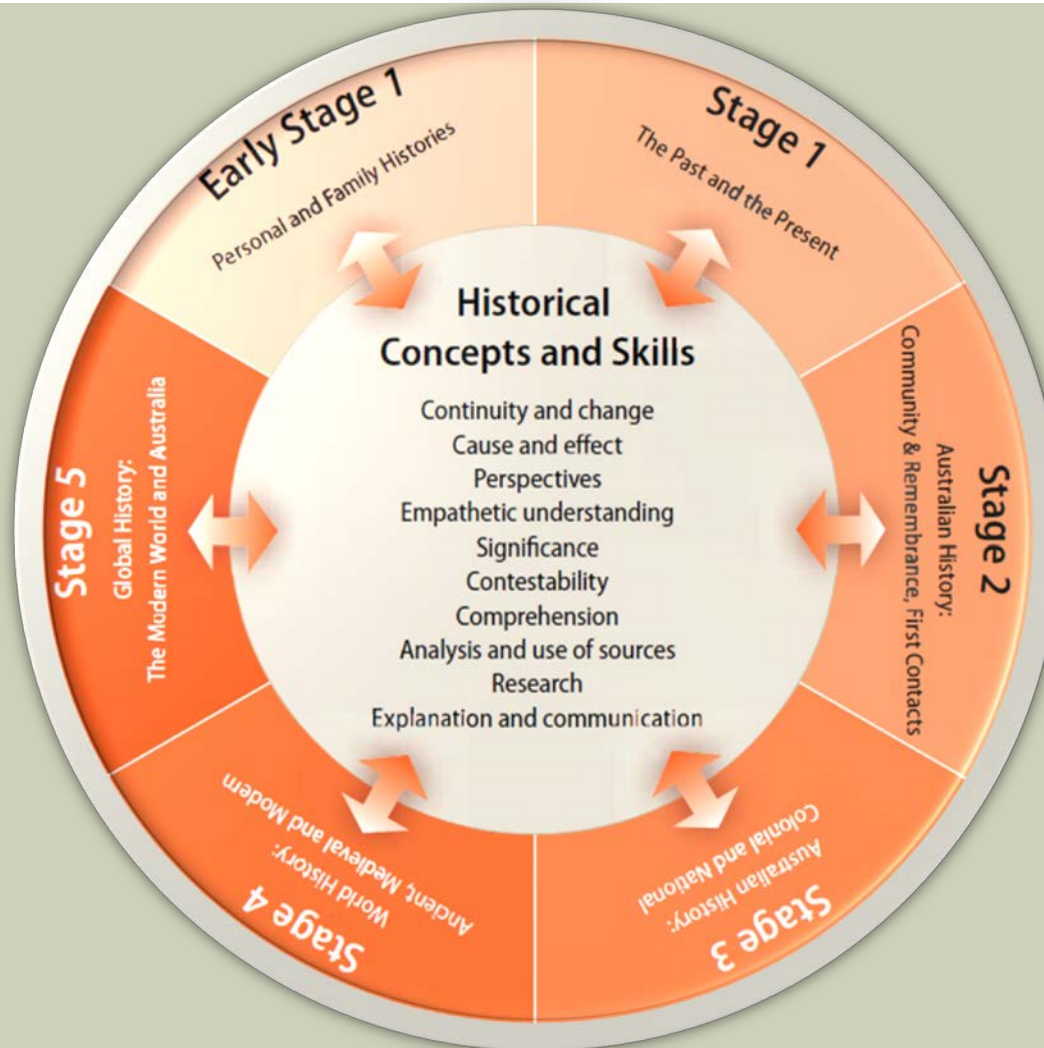 Early Stage 1
Personal and Family Histories
Stage 1
The Past and the Present
Stage 2
Australian History:
Community & Remembrance, First Contacts
Stage 3
Australian History:
Colonial and National
Stage 4
World History:
Ancient, Medieval and Modern
Stage 5
Global History:
The Modern World and Australia
Historical
Concepts and Skills
Continuity and change
Cause and effect
Perspectives
Empathetic understanding
Significance
Contestability
Comprehension
Analysis and use of sources
Research
Explanation and communication